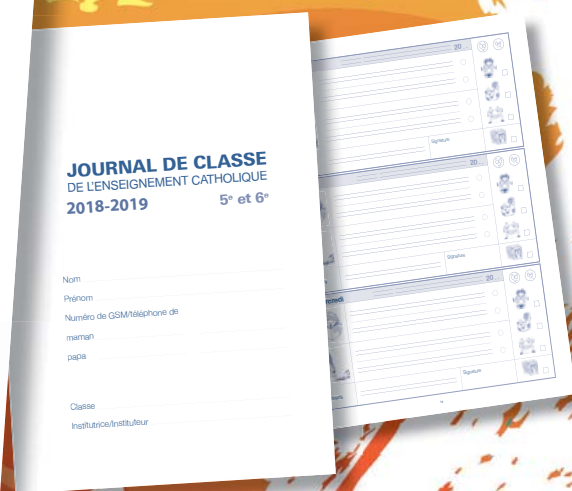 JOURNAL DE CLASSE
DE L'ENSEIGNEMENT CATHOLIQUE
2018-2019 5e et 6e
Nom
Prénom
Numéro de GSM/téléphone de
maman
papa
Classe
Institutrice/Instituteur
20
Signature
20
Signature
20
Signature